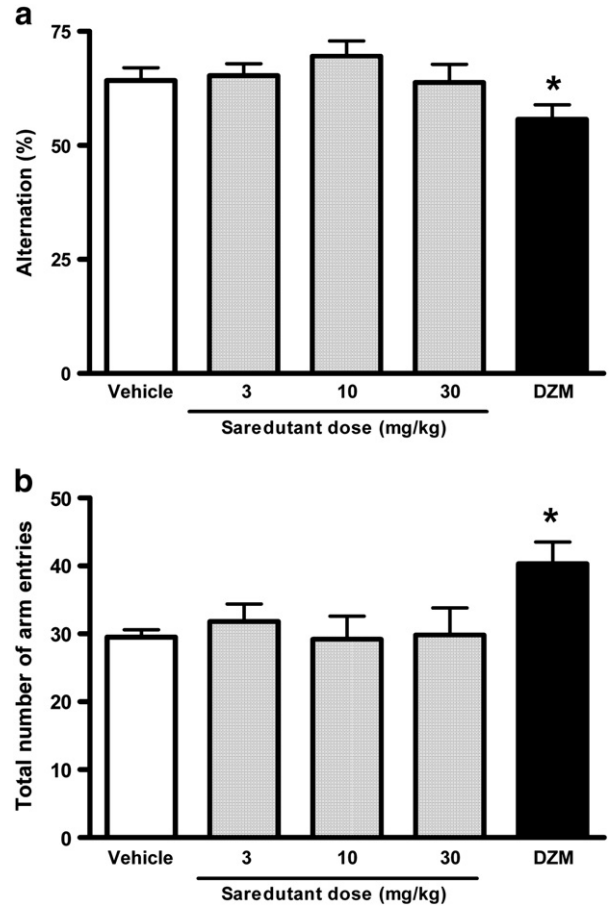 a
Alternation (%)
75
50
25
0
*
Vehicle 3 10 30 DZM
Saredutant dose (mg/kg)
b
Total number of arm entries
50
40
30
20
10
0
*
Vehicle 3 10 30 DZM
Saredutant dose (mg/kg)